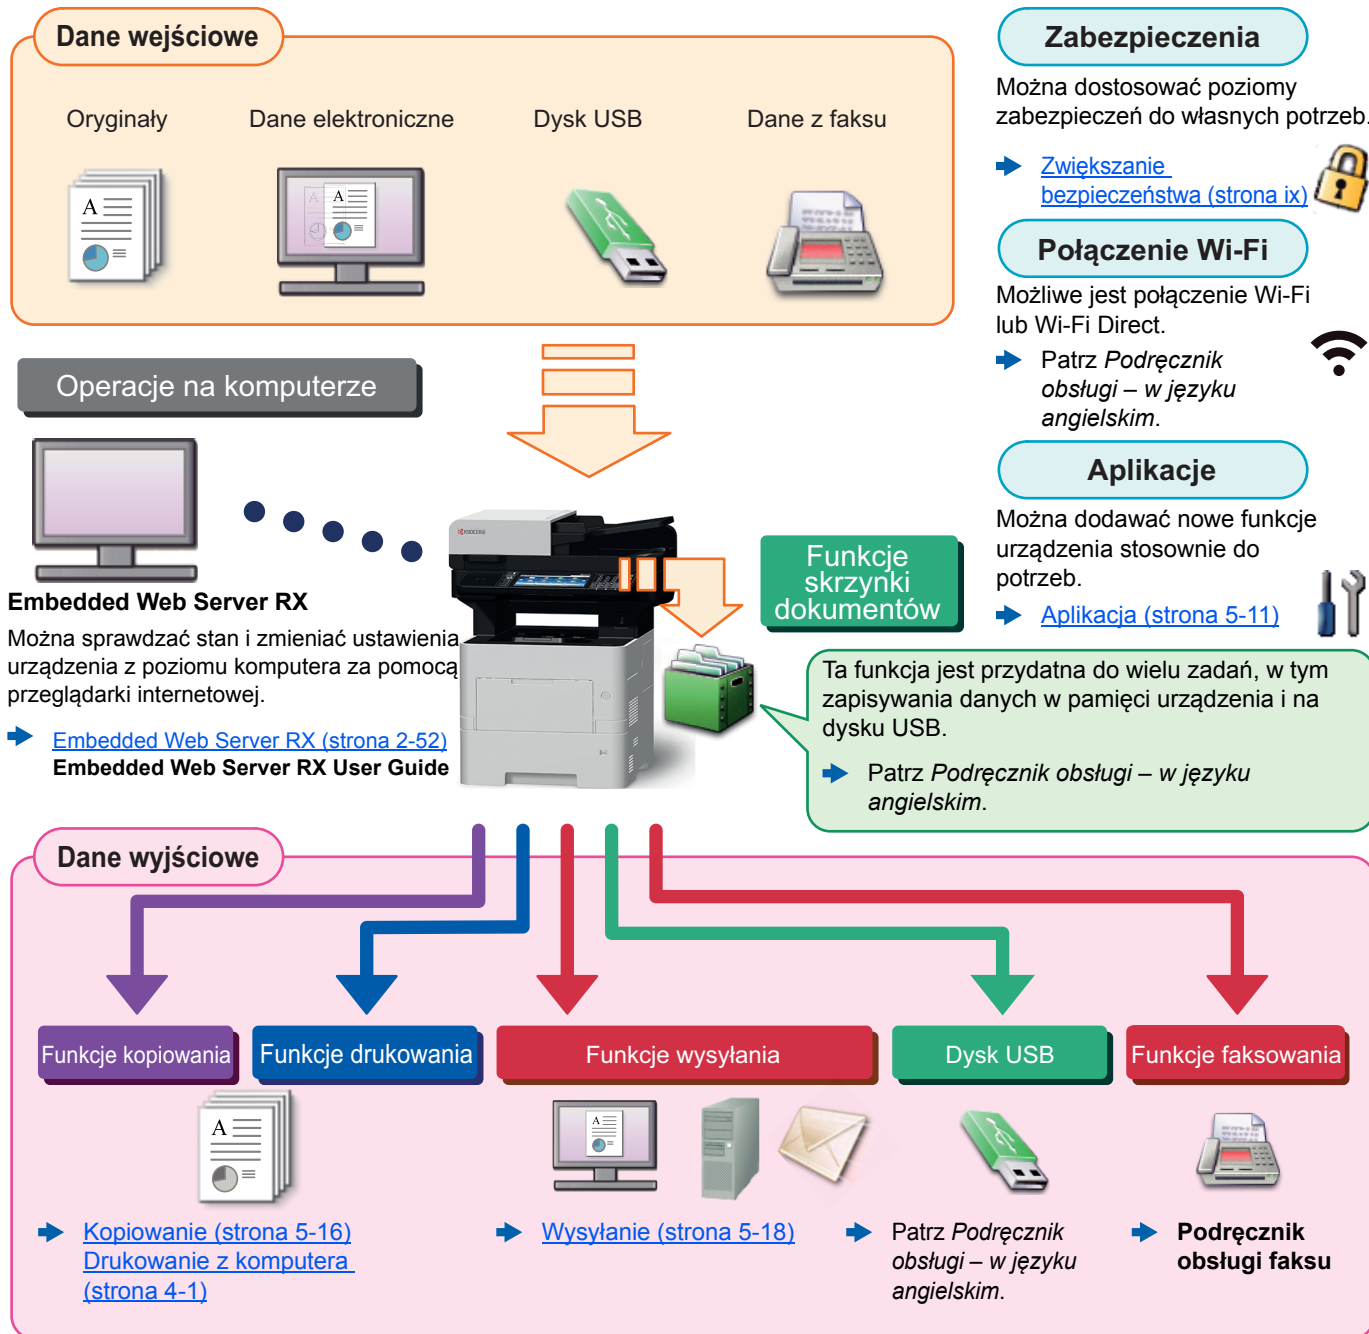 Dane wejściowe
Oryginały
Dane elektroniczne
Dysk USB
Dane z faksu
Zabezpieczenia
Można dostosować poziomy
zabezpieczeń do własnych potrzeb.
Zwiększanie
bezpieczeństwa (strona ix)
Połączenie Wi-Fi
Możliwe jest połączenie Wi-Fi
lub Wi-Fi Direct.
Patrz Podręcznik
obsługi – w języku
angielskim.
Aplikacje
Można dodawać nowe funkcje
urządzenia stosownie do
potrzeb.
Aplikacja (strona 5-11)
Operacje na komputerze
Embedded Web Server RX
Można sprawdzać stan i zmieniać ustawienia
urządzenia z poziomu komputera za pomocą
przeglądarki internetowej.
Embedded Web Server RX (strona 2-52)
Embedded Web Server RX User Guide
KYOCERA
Funkcje
skrzynki
dokumentów
Ta funkcja jest przydatna do wielu zadań, w tym
zapisywania danych w pamięci urządzenia i na
dysku USB.
Patrz Podręcznik obsługi – w języku
angielskim.
Dane wyjściowe
Funkcje kopiowania
Funkcje drukowania
Funkcje wysyłania
Dysk USB
Funkcje faksowania
Kopiowanie (strona 5-16)
Drukowanie z komputera
(strona 4-1)
Wysyłanie (strona 5-18)
Patrz Podręcznik
obsługi – w języku
angielskim.
Podręcznik
obsługi faksu